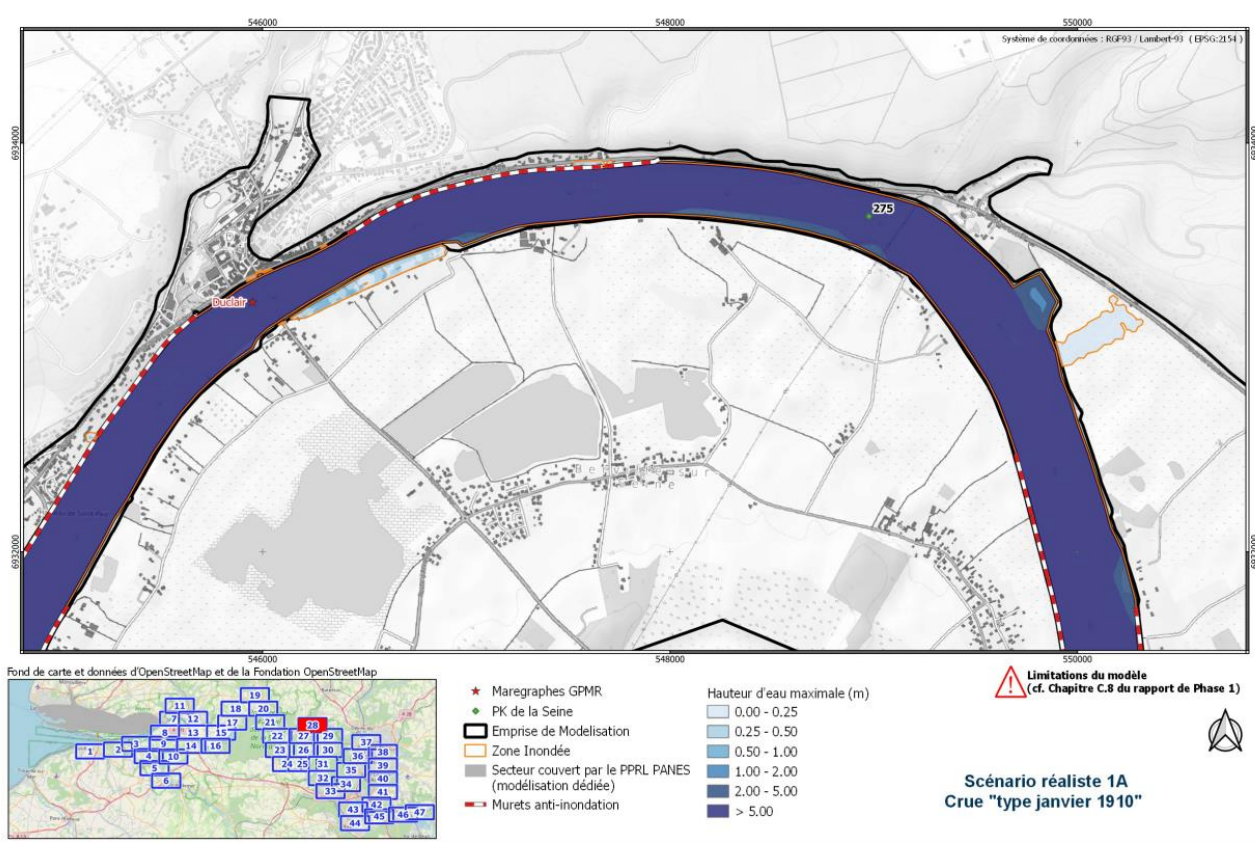 546000
548000
550000
Système de coordonnées : RGF93 / Lambert-93 ( EPSG:2154 )
6934000
6934000
275
Duclair
6932000
6932000
546000
548000
550000
Fond de carte et données d'OpenStreetMap et de la Fondation OpenStreetMap
1
2
3
4
5
6
7
8
9
10
11
12
13
14
15
16
17
18
19
20
21
22
23
24
25
26
27
28
29
30
31
32
33
34
35
36
37
38
39
40
41
42
43
44
45
46
47
Maregraphes GPMR
PK de la Seine
Emprise de Modelisation
Zone Inondée
Secteur couvert par le PPRL PANES
(modélisation dédiée)
Murets anti-inondation
Hauteur d'eau maximale (m)
0.00 - 0.25
0.25 - 0.50
0.50 - 1.00
1.00 - 2.00
2.00 - 5.00
> 5.00
Limitations du modèle
(cf. Chapitre C.8 du rapport de Phase 1)
Scénario réaliste 1A
Crue "type janvier 1910"